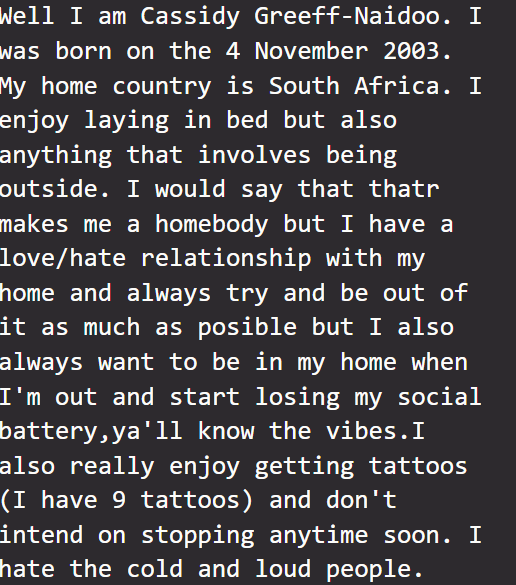 Well I am Cassidy Greeff-Naidoo. I
was born on the 4 November 2003.
My home country is South Africa. I
enjoy laying in bed but also
anything that involves being
outside. I would say that thatr
makes me a homebody but I have a
love/hate relationship with my
home and always try and be out of
it as much as posible but I also
always want to be in my home when
I'm out and start losing my social
battery,ya'll know the vibes.I
also really enjoy getting tattoos
(I have 9 tattoos) and don't
intend on stopping anytime soon. I
hate the cold and loud people.